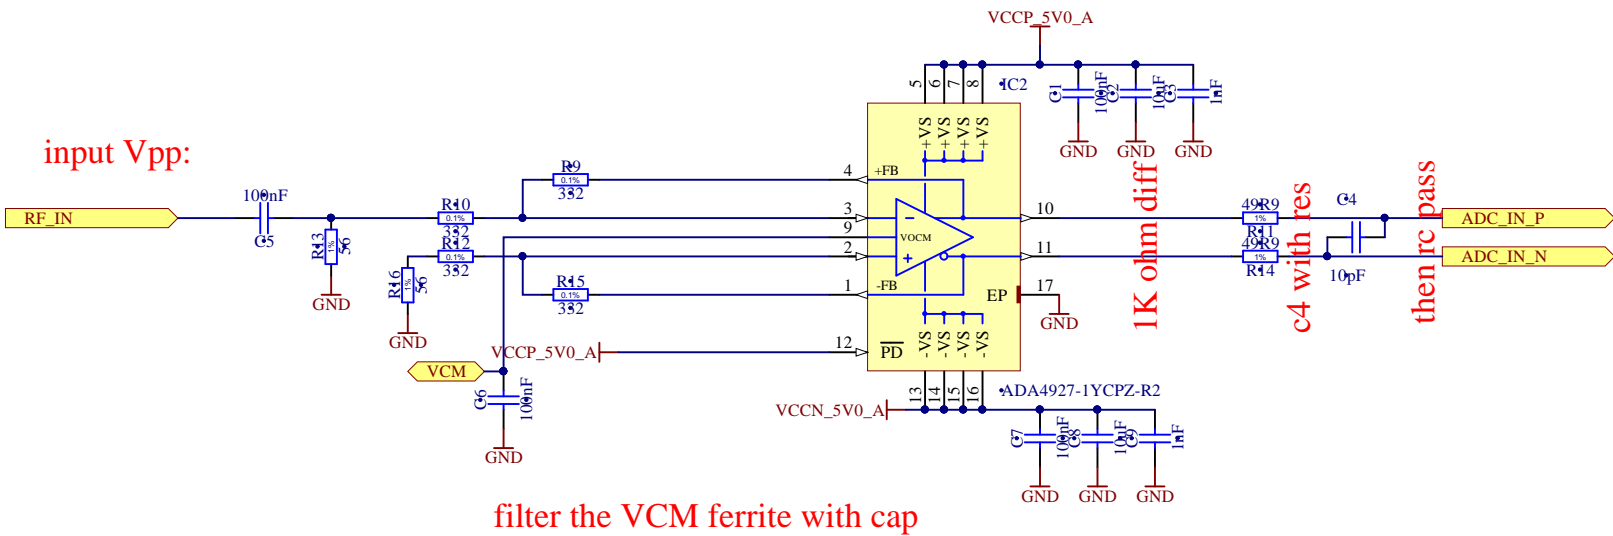 VCCP_5V0_A
5
6
7
8
IC2
C1
100nF
C2
10uF
C3
1nF
GND
GND
GND
+VS
+VS
+VS
+VS
input Vpp:
R9
0.1%
332
4
+FB
100nF
RF_IN
C5
R10
0.1%
332
3
10
49R9
1%
R11
C4
ADC_IN_P
R13
1%
56
9
VOCM
R12
0.1%
332
2
11
49R9
1%
R14
10pF
ADC_IN_N
R16
1%
56
GND
R15
0.1%
332
1
-FB
EP
17
GND
1K ohm diff
c4 with res
then rc pass
GND
VCCP_5V0_A
12
PD
-VS
-VS
-VS
-VS
VCM
C6
100nF
GND
13
14
15
16
ADA4927-1YCPZ-R2
VCCN_5V0_A
C7
100nF
C8
10uF
C9
1nF
GND
GND
GND
filter the VCM ferrite with cap